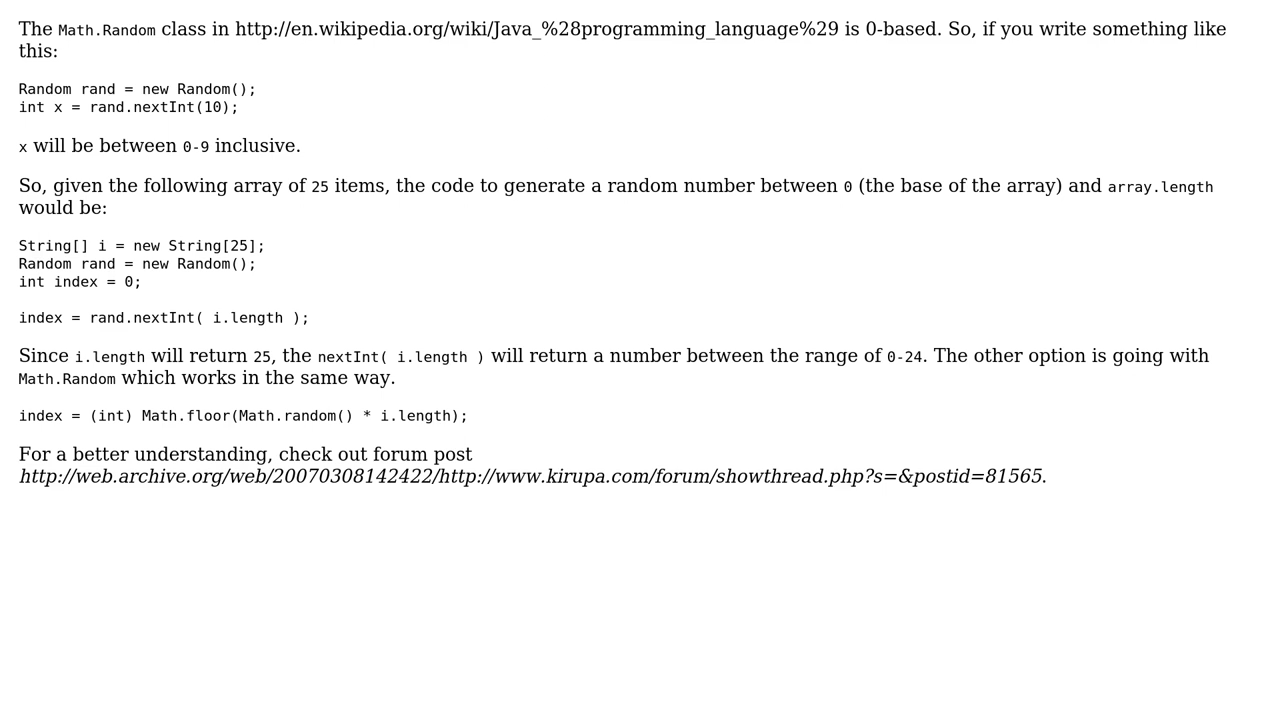 The Math.Random class in http://en.wikipedia.org/wiki/Java_%28programming_language%29 is 0-based. So, if you write something like
this:
Random rand = new Random();
int x = rand.nextInt(10);
x will be between 0-9 inclusive.
So, given the following array of 25 items, the code to generate a random number between 0 (the base of the array) and array.length
would be:
String[] i = new String[25];
Random rand = new Random();
int index = 0;
index = rand.nextInt( i.length );
Since i.length will return 25, the nextInt( i.length ) will return a number between the range of 0-24. The other option is going with
Math.Random which works in the same way.
index = (int) Math.floor(Math.random() * i.length);
For a better understanding, check out forum post
http://web.archive.org/web/20070308142422/http://www.kirupa.com/forum/showthread.php?s=&postid=81565.